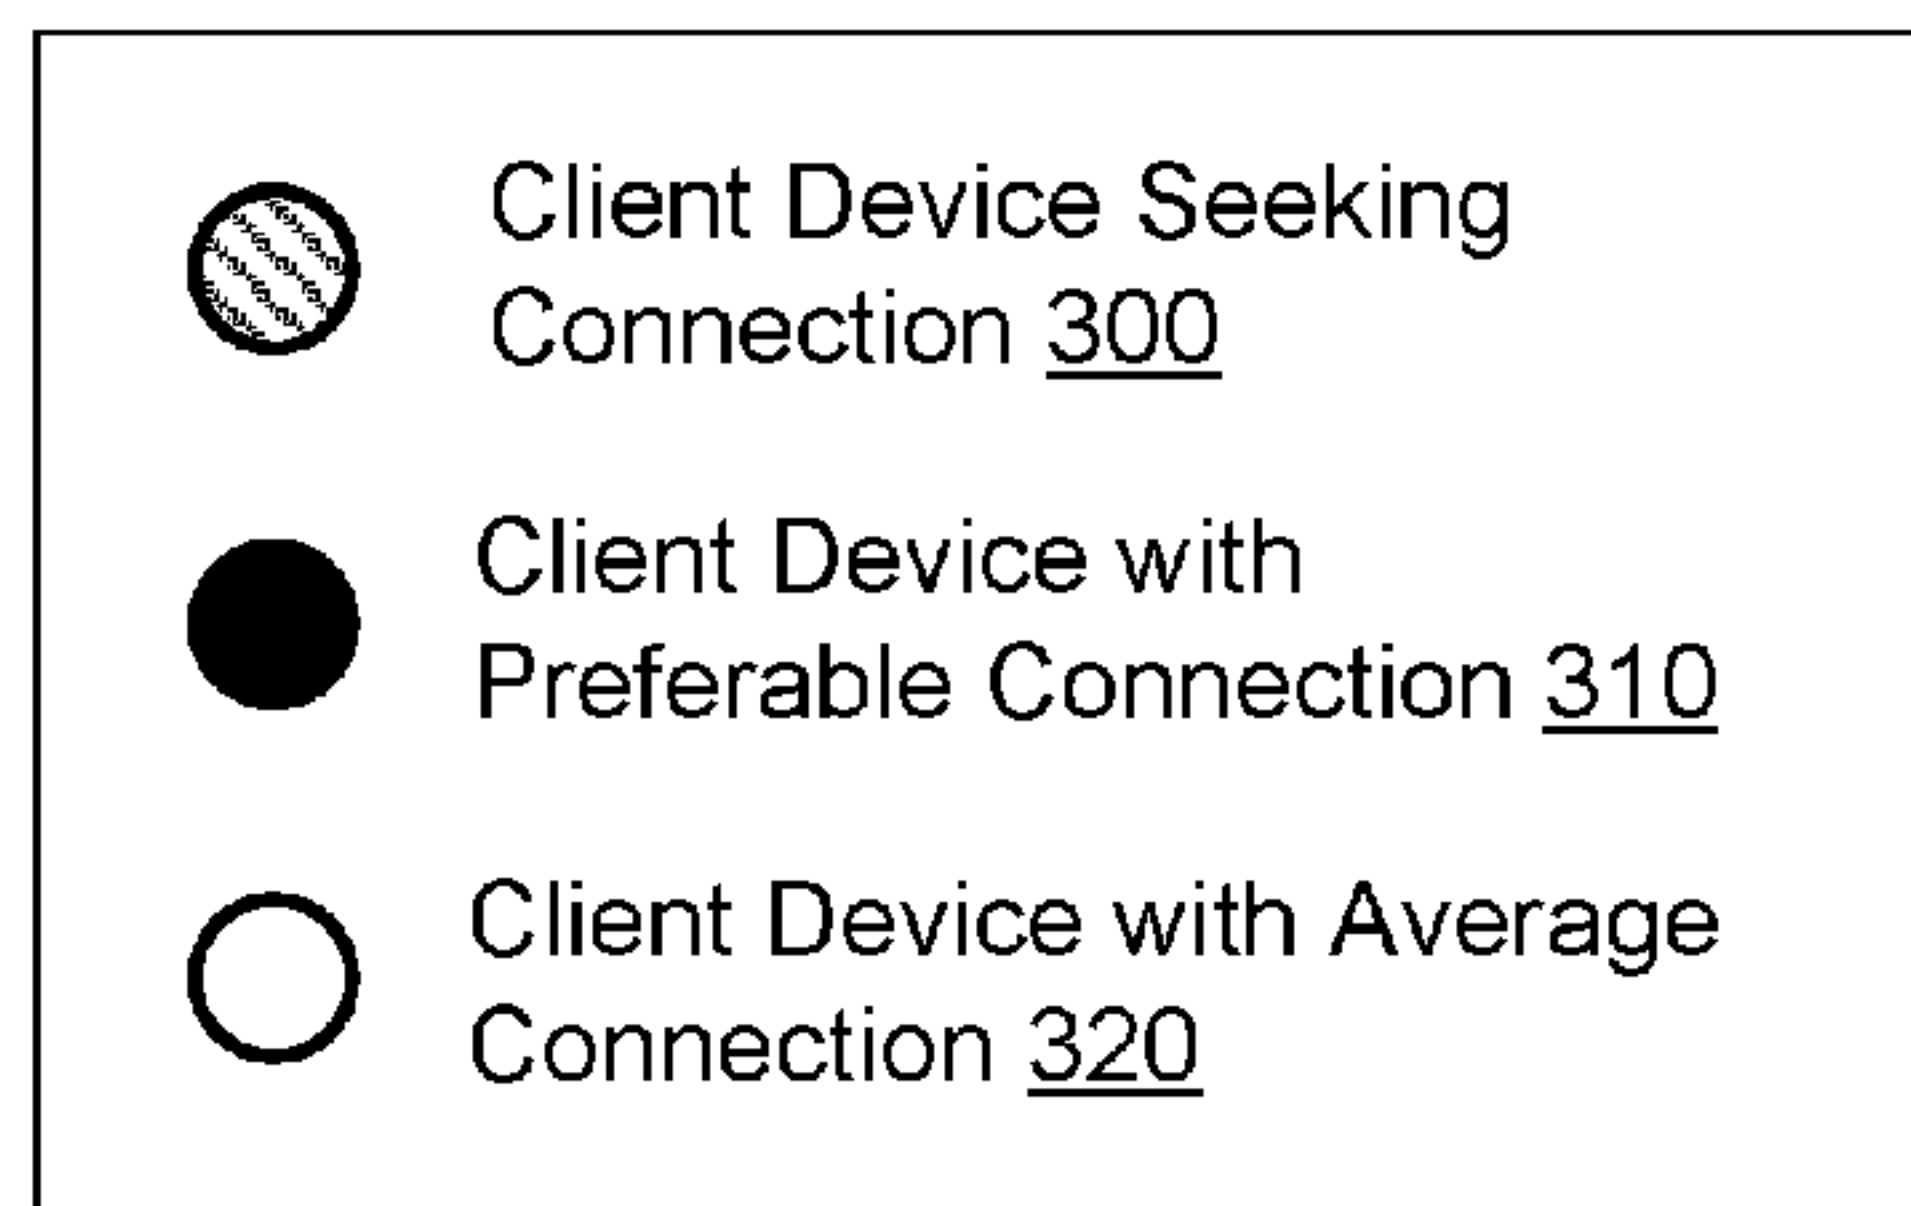 Client Device Seeking
Connection 300
Client Device with
Preferable Connection 310
Client Device with Average
Connection 320